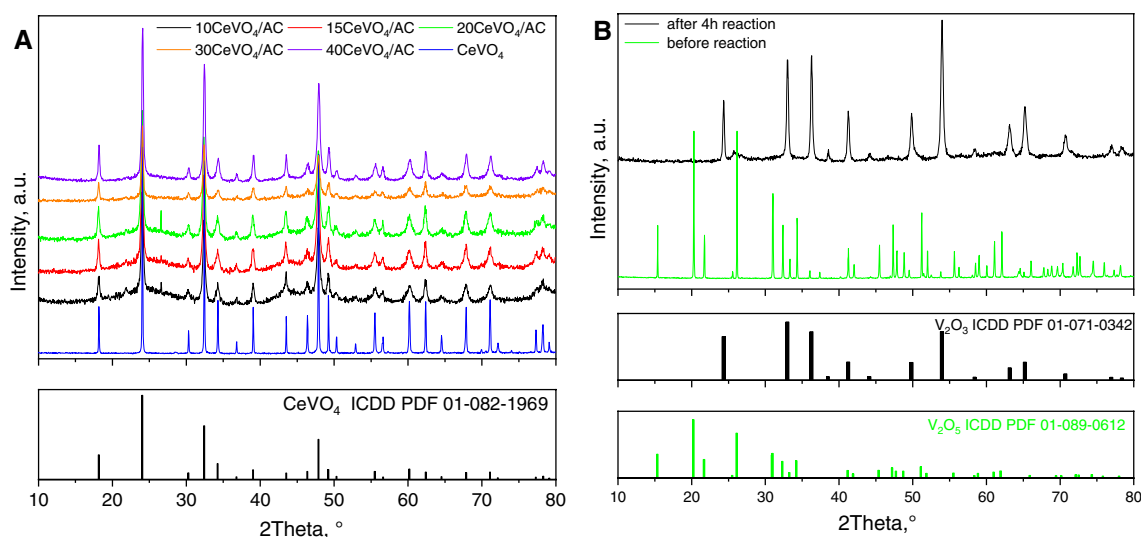 A
10CeVO₄/AC 15CeVO₄/AC 20CeVO₄/AC
30CeVO₄/AC 40CeVO₄/AC CeVO₄
Intensity, a.u.
CeVO₄ ICDD PDF 01-082-1969
10 20 30 40 50 60 70 80
2Theta, °
B
after 4h reaction
before reaction
Intensity, a.u.
V₂O₃ ICDD PDF 01-071-0342
V₂O₅ ICDD PDF 01-089-0612
10 20 30 40 50 60 70 80
2Theta,°